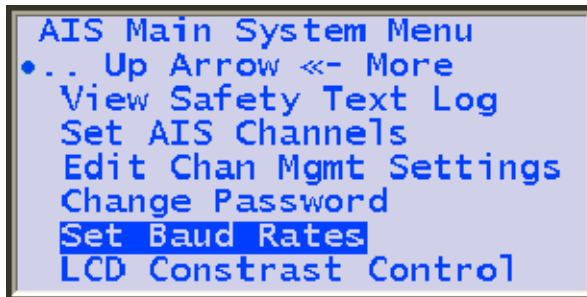 AIS Main System Menu
•.. Up Arrow «- More
View Safety Text Log
Set AIS Channels
Edit Chan Mgmt Settings
Change Password
Set Baud Rates
LCD Constrast Control